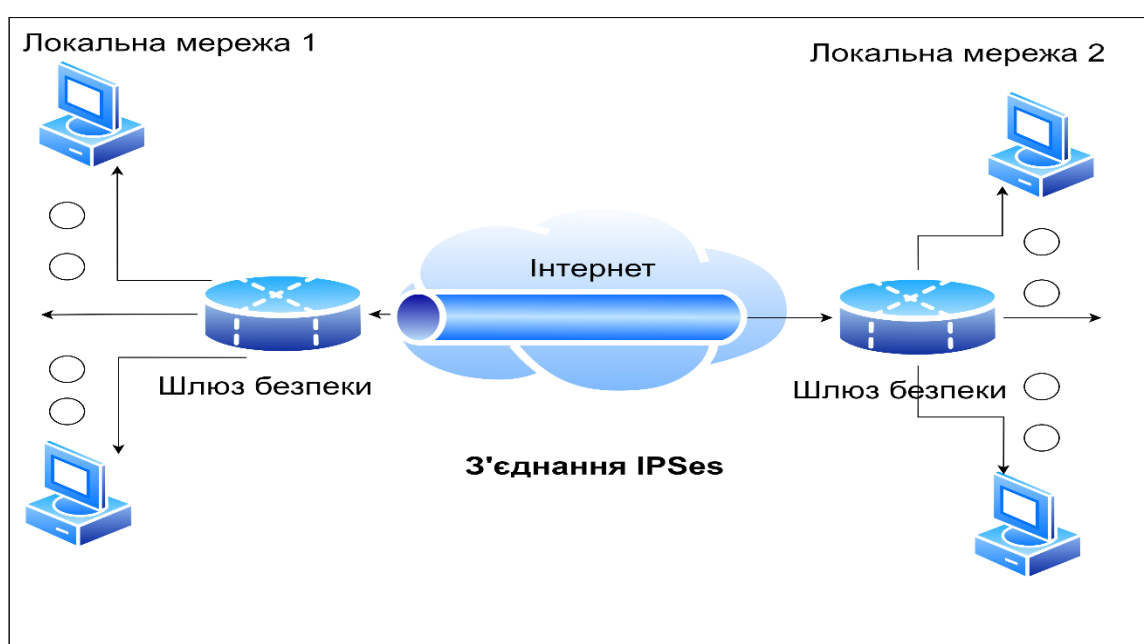 Локальна мережа 1
Локальна мережа 2
Інтернет
Шлюз безпеки
Шлюз безпеки
З'єднання IPSes